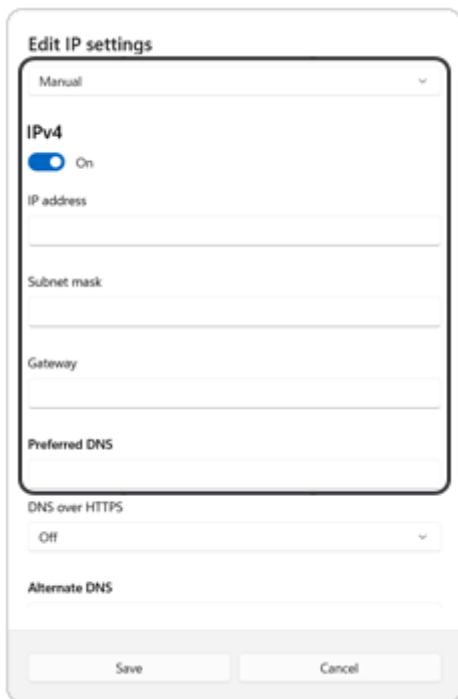 Edit IP settings
Manual
IPv4
On
IP address
Subnet mask
Gateway
Preferred DNS
DNS over HTTPS
Off
Alternate DNS
Save Cancel